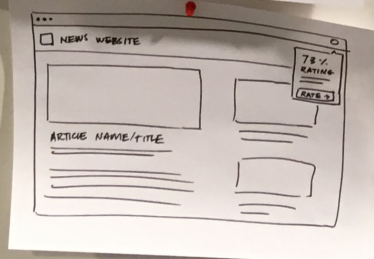 NEWS WEBSITE
73%
RATING
RATE →
ARTICLE NAME/TITLE